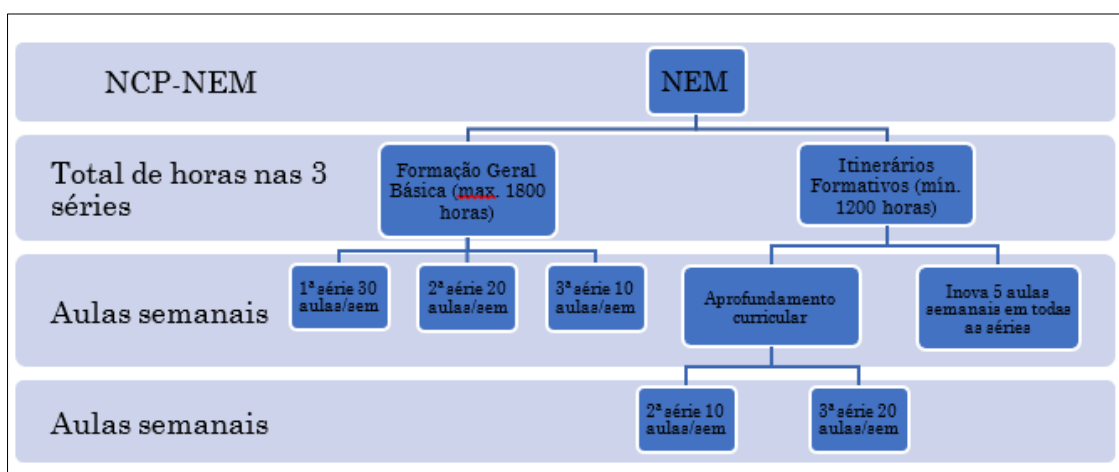 NCP-NEM
NEM
Total de horas nas 3
séries
Formação Geral
Básica (max. 1800
horas)
Itinerários
Formativos (mín.
1200 horas)
Aulas semanais
1ª série 30
aulas/sem
2ª série 20
aulas/sem
3ª série 10
aulas/sem
Aprofundamento
curricular
Inova 5 aulas
semanais em todas
as séries
Aulas semanais
2ª série 10
aulas/sem
3ª série 20
aulas/sem